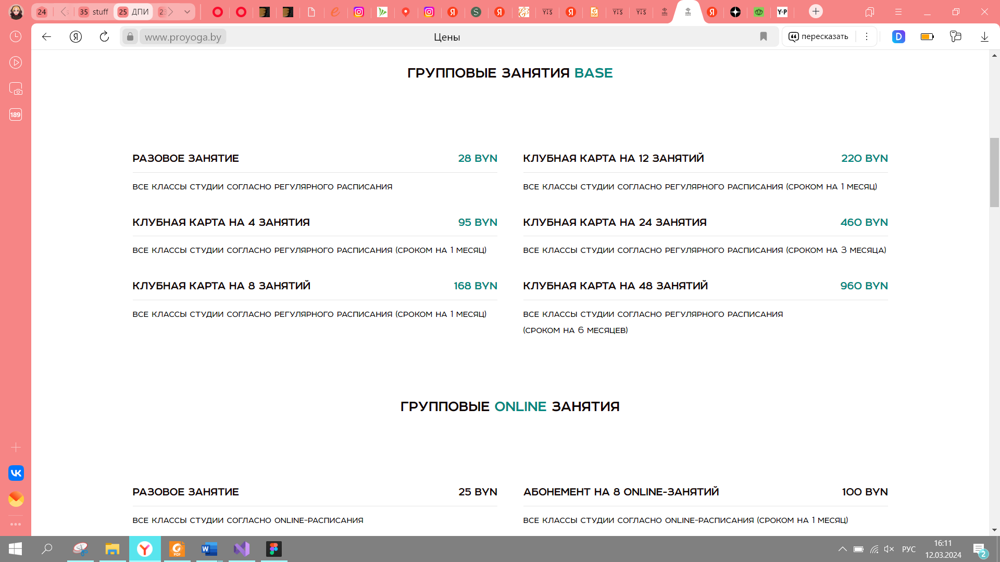 24
35 stuff
25 ДПИ
www.proyoga.by
Цены
пересказать
189
ГРУППОВЫЕ ЗАНЯТИЯ BASE
РАЗОВОЕ ЗАНЯТИЕ 28 BYN
ВСЕ КЛАССЫ СТУДИИ СОГЛАСНО РЕГУЛЯРНОГО РАСПИСАНИЯ
КЛУБНАЯ КАРТА НА 12 ЗАНЯТИЙ 220 BYN
ВСЕ КЛАССЫ СТУДИИ СОГЛАСНО РЕГУЛЯРНОГО РАСПИСАНИЯ (СРОКОМ НА 1 МЕСЯЦ)
КЛУБНАЯ КАРТА НА 4 ЗАНЯТИЯ 95 BYN
ВСЕ КЛАССЫ СТУДИИ СОГЛАСНО РЕГУЛЯРНОГО РАСПИСАНИЯ (СРОКОМ НА 1 МЕСЯЦ)
КЛУБНАЯ КАРТА НА 24 ЗАНЯТИЯ 460 BYN
ВСЕ КЛАССЫ СТУДИИ СОГЛАСНО РЕГУЛЯРНОГО РАСПИСАНИЯ (СРОКОМ НА 3 МЕСЯЦА)
КЛУБНАЯ КАРТА НА 8 ЗАНЯТИЙ 168 BYN
ВСЕ КЛАССЫ СТУДИИ СОГЛАСНО РЕГУЛЯРНОГО РАСПИСАНИЯ (СРОКОМ НА 1 МЕСЯЦ)
КЛУБНАЯ КАРТА НА 48 ЗАНЯТИЙ 960 BYN
ВСЕ КЛАССЫ СТУДИИ СОГЛАСНО РЕГУЛЯРНОГО РАСПИСАНИЯ
(СРОКОМ НА 6 МЕСЯЦЕВ)
ГРУППОВЫЕ ONLINE ЗАНЯТИЯ
РАЗОВОЕ ЗАНЯТИЕ 25 BYN
ВСЕ КЛАССЫ СТУДИИ СОГЛАСНО ONLINE-РАСПИСАНИЯ
АБОНЕМЕНТ НА 8 ONLINE-ЗАНЯТИЙ 100 BYN
ВСЕ КЛАССЫ СТУДИИ СОГЛАСНО ONLINE-РАСПИСАНИЯ (СРОКОМ НА 1 МЕСЯЦ)
РУС
16:11
12.03.2024
2